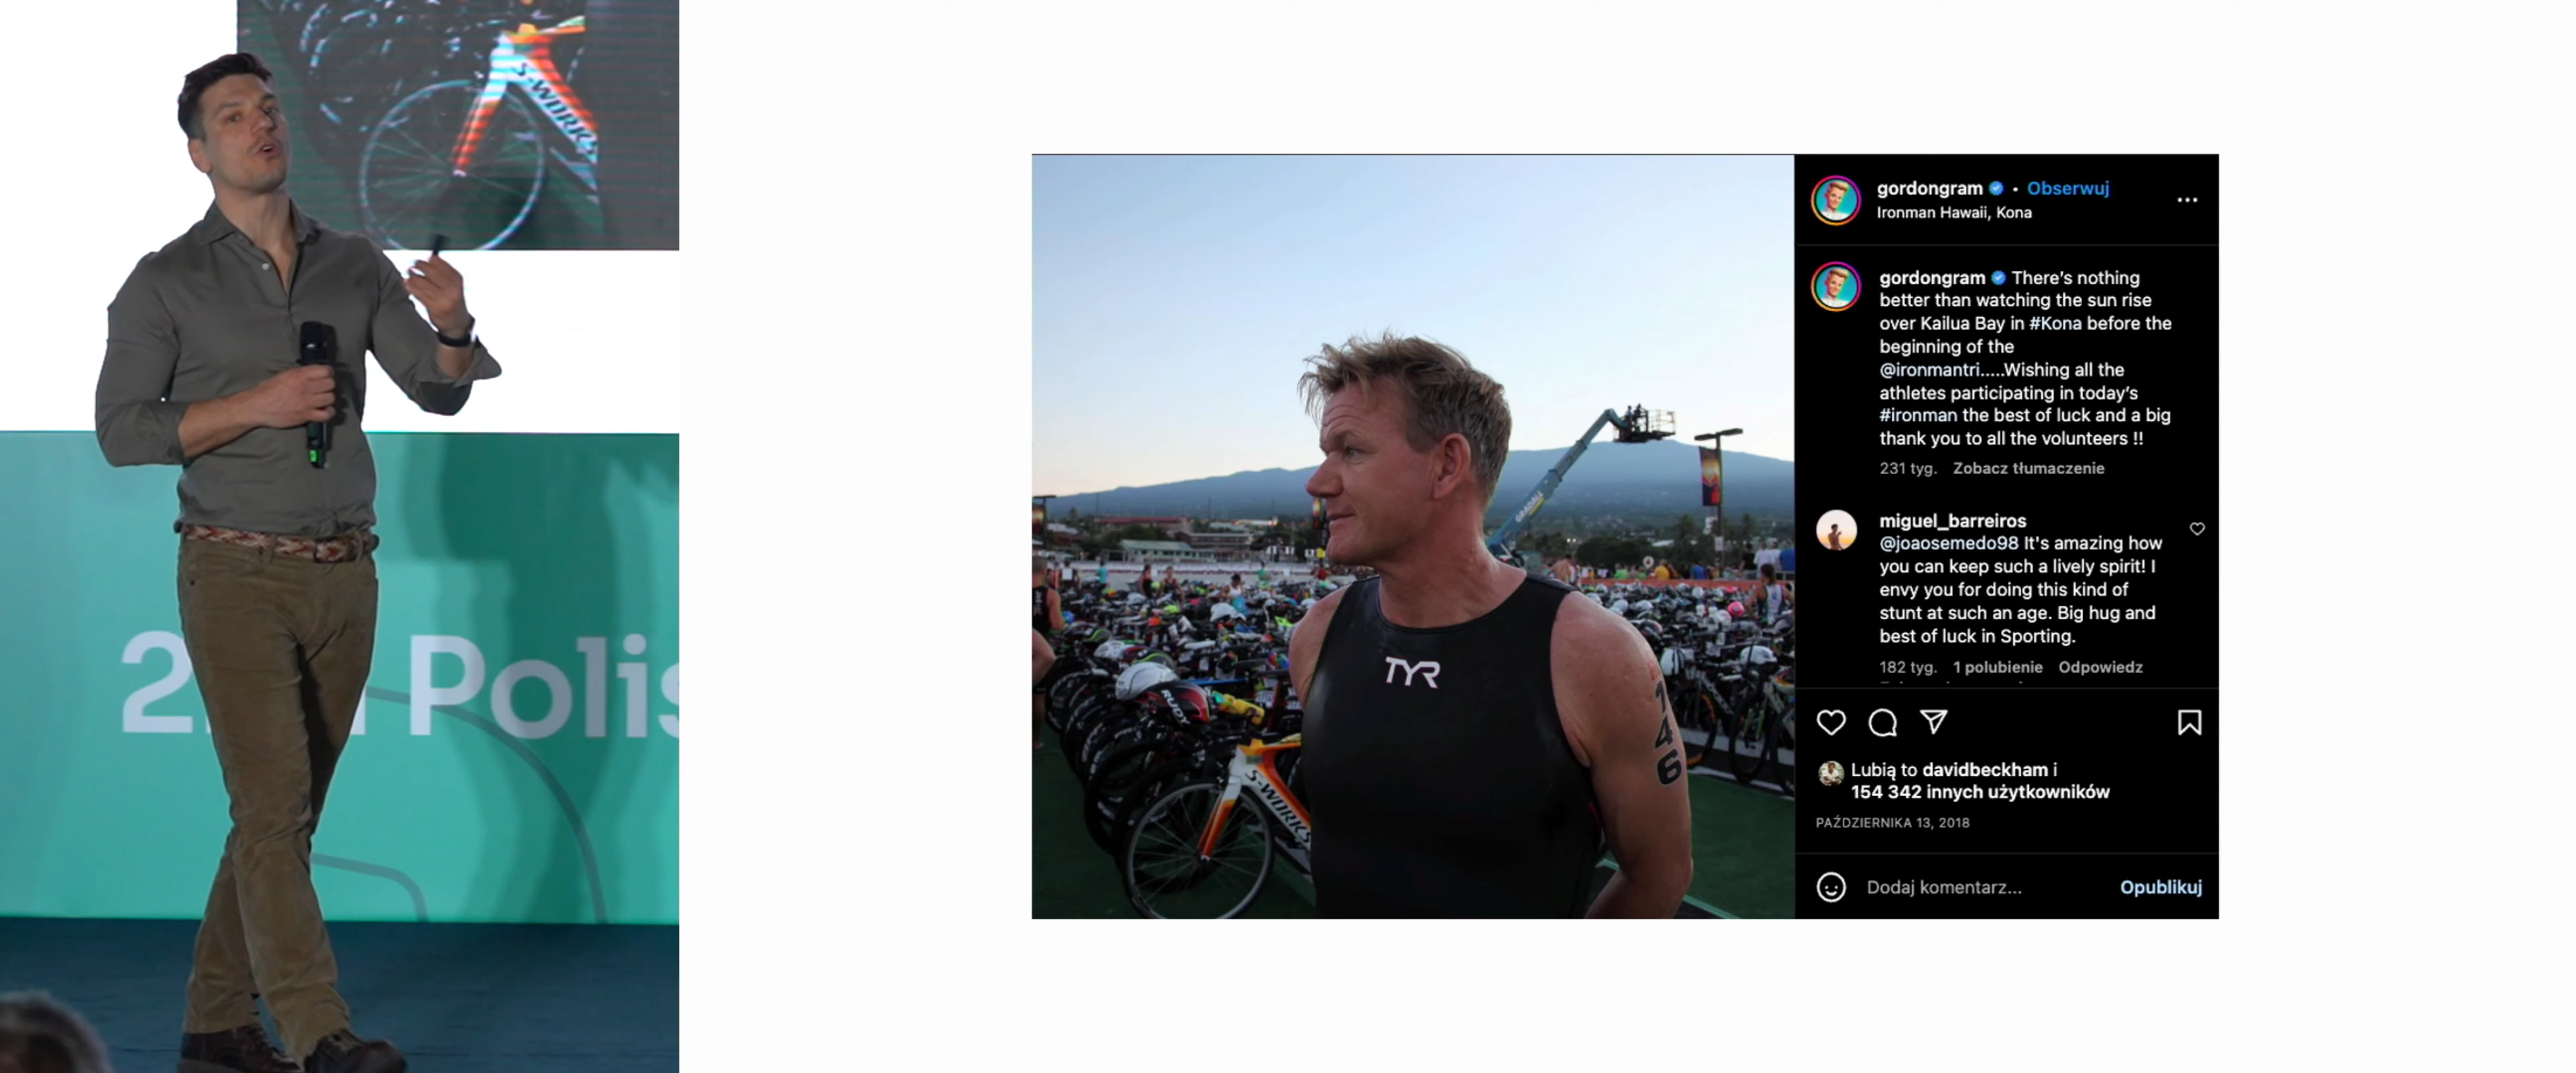 S-WORKS
2
Polis
TYR
146
RUDY
S-WORKS
gordongram • Obserwuj
Ironman Hawaii, Kona
gordongram There's nothing
better than watching the sun rise
over Kailua Bay in #Kona before the
beginning of the
@ironmantri.....Wishing all the
athletes participating in today's
#ironman the best of luck and a big
thank you to all the volunteers !!
231 tyg. Zobacz tłumaczenie
miguel_barreiros
@joaosemedo98 It's amazing how
you can keep such a lively spirit! I
envy you for doing this kind of
stunt at such an age. Big hug and
best of luck in Sporting.
182 tyg. 1 polubienie Odpowiedz
Lubią to davidbeckham i
154 342 innych użytkowników
PAŹDZIERNIKA 13, 2018
Dodaj komentarz...
Opublikuj